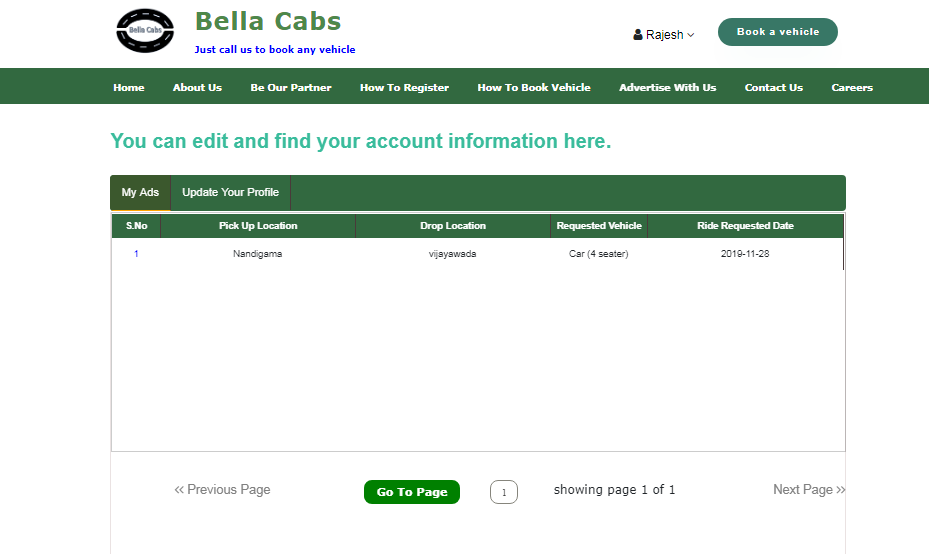 Bella Cabs
Bella Cabs
Just call us to book any vehicle
Rajesh
Book a vehicle
Home About Us Be Our Partner How To Register How To Book Vehicle Advertise With Us Contact Us Careers
You can edit and find your account information here.
My Ads Update Your Profile
S.No Pick Up Location Drop Location Requested Vehicle Ride Requested Date
1 Nandigama vijayawada Car (4 seater) 2019-11-28
« Previous Page Go To Page 1 showing page 1 of 1 Next Page »